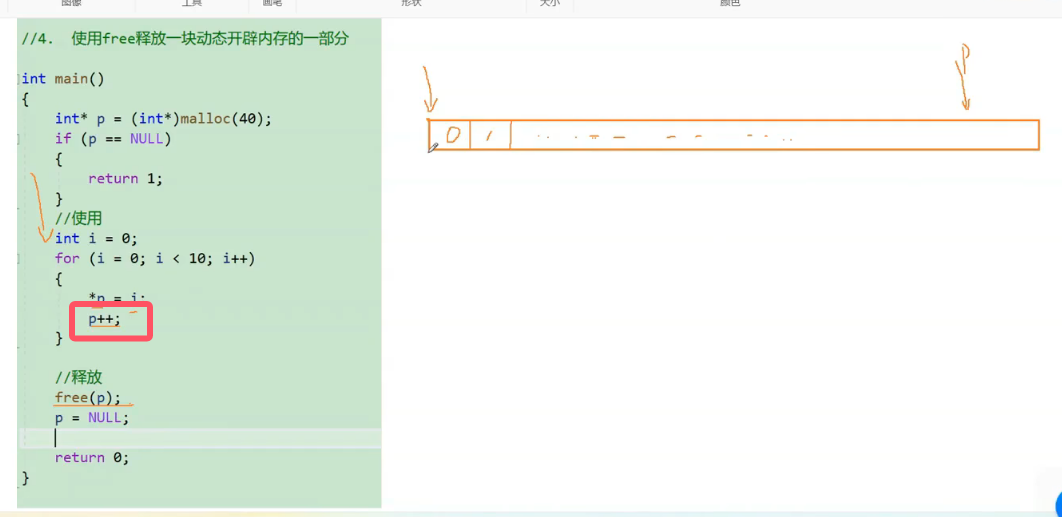 图像 工具 画笔 形状 大小 颜色
//4. 使用free释放一块动态开辟内存的一部分
int main()
{
int* p = (int*)malloc(40);
if (p == NULL)
{
return 1;
}
//使用
int i = 0;
for (i = 0; i < 10; i++)
{
*p = i;
p++;
}
//释放
free(p);
p = NULL;
return 0;
}
p
0 1